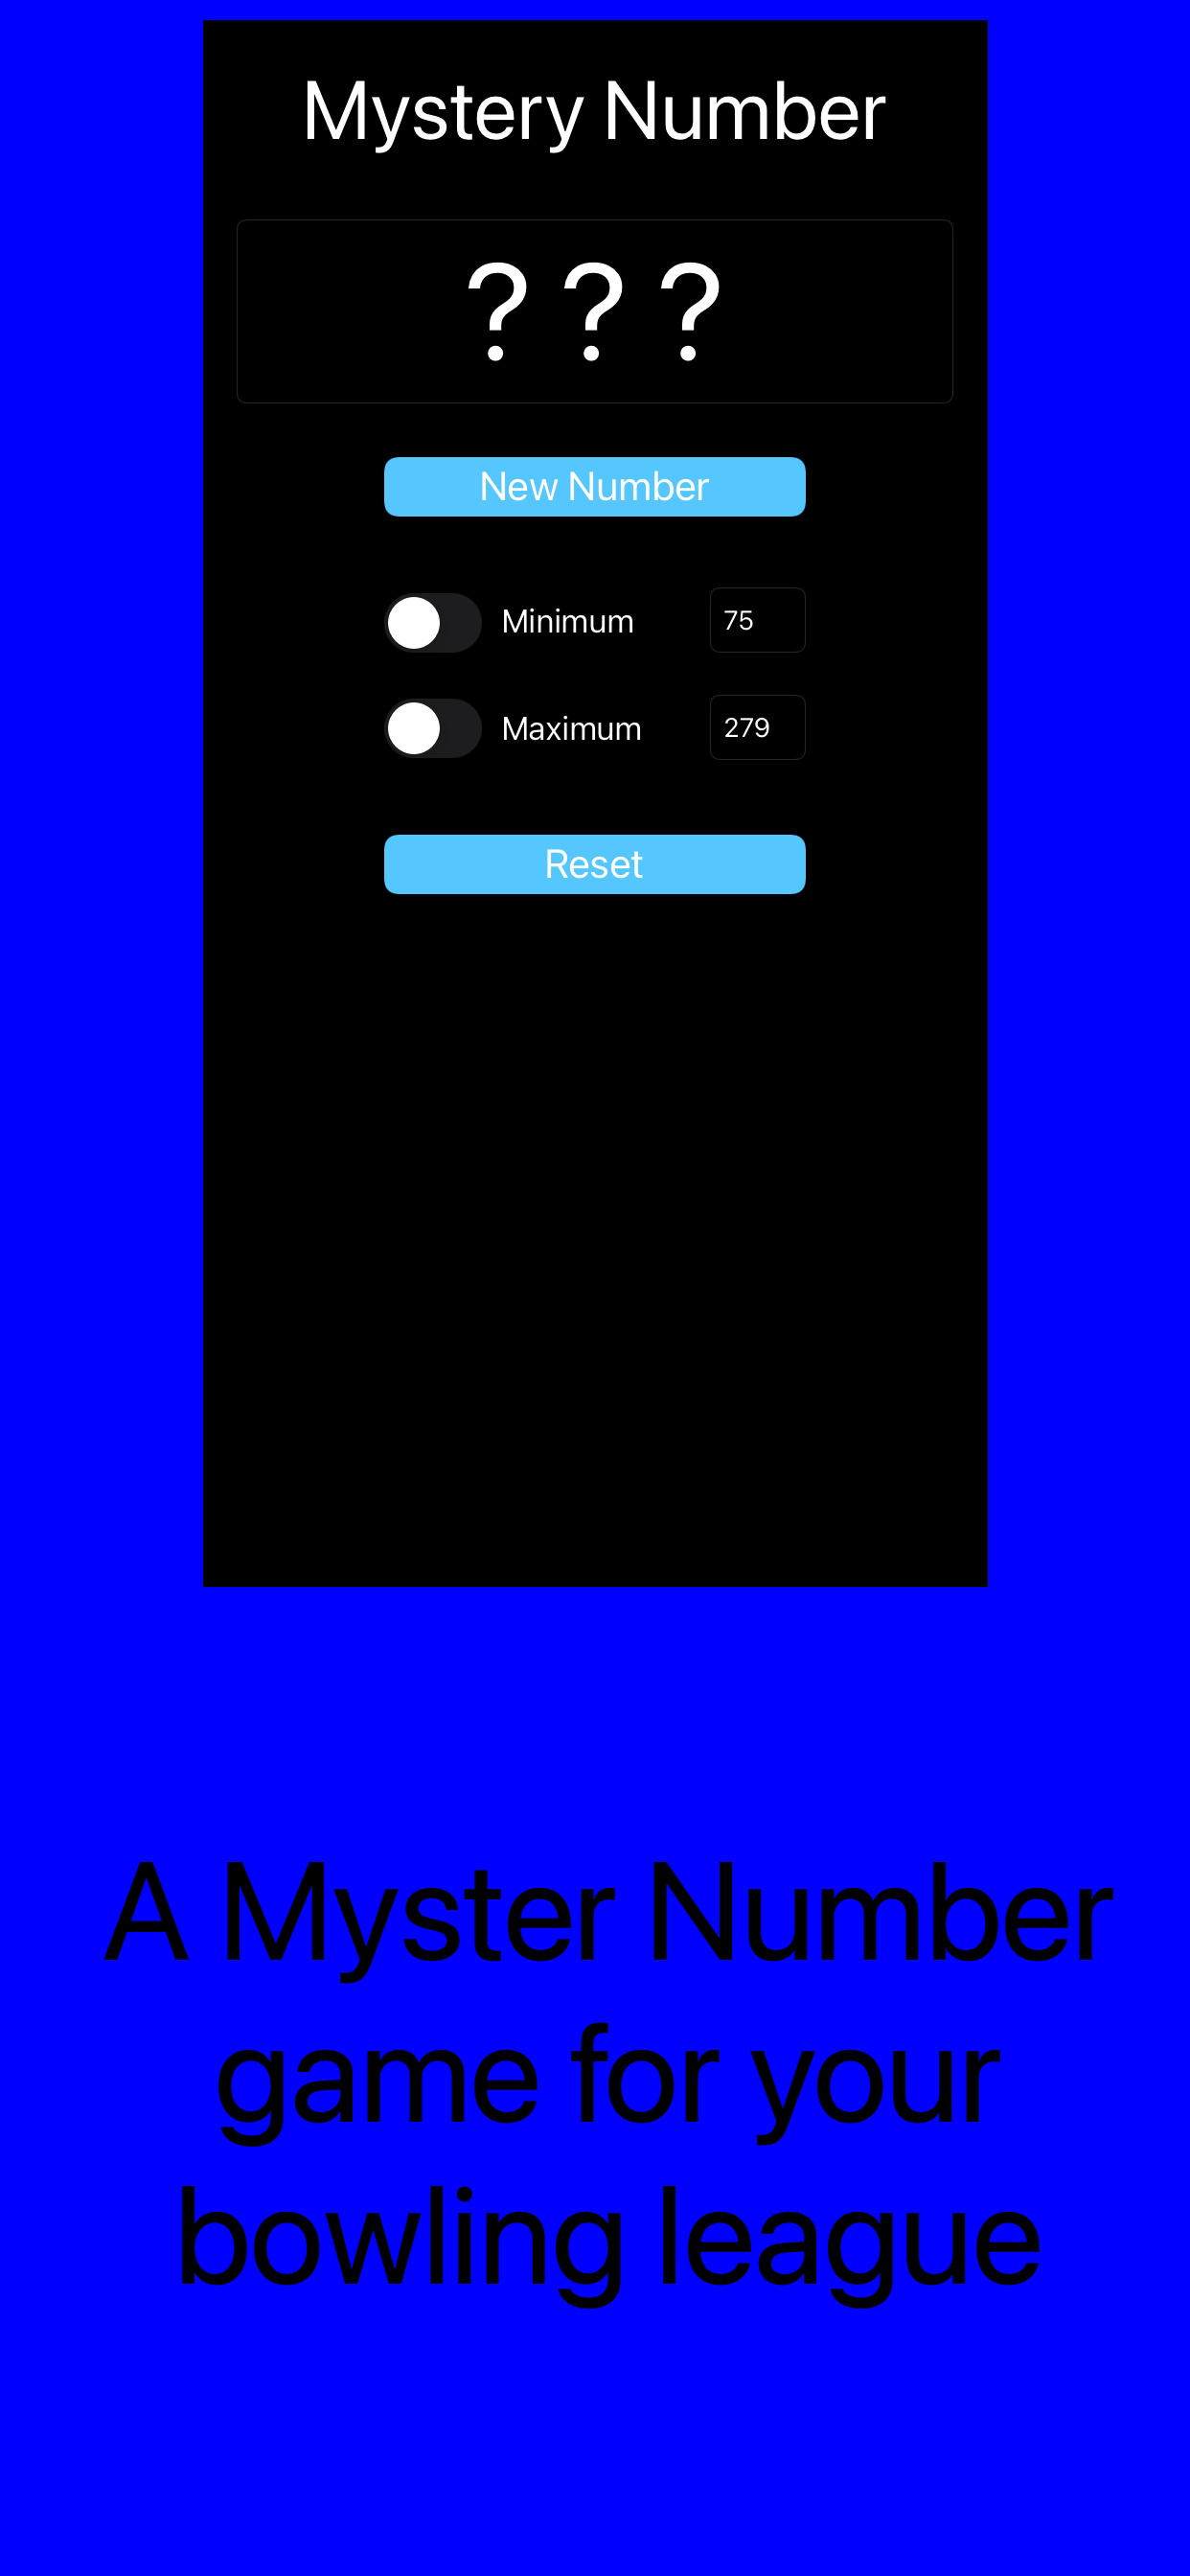 Mystery Number
? ? ?
New Number
Minimum 75
Maximum 279
Reset
A Myster Number
game for your
bowling league